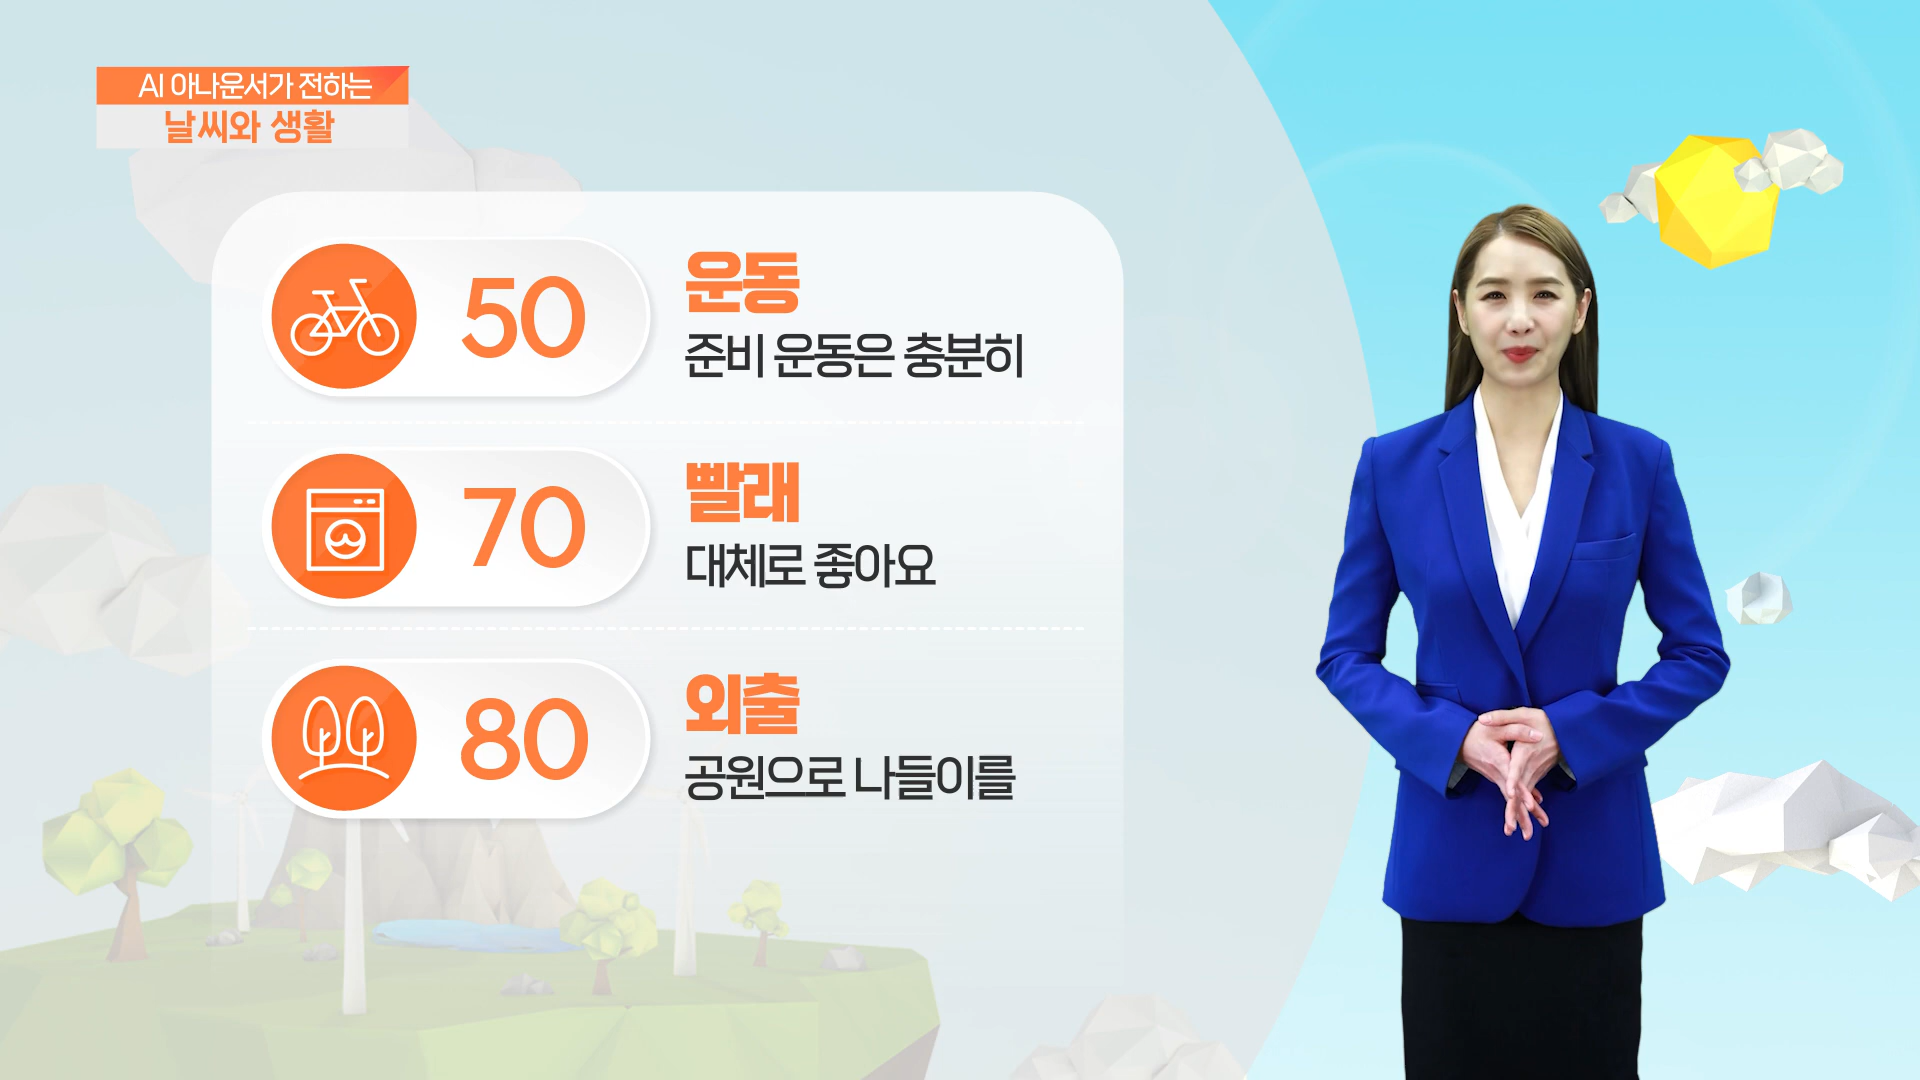 AI 아나운서가 전하는
날씨와 생활
50
운동
준비 운동은 충분히
70
빨래
대체로 좋아요
80
외출
공원으로 나들이를